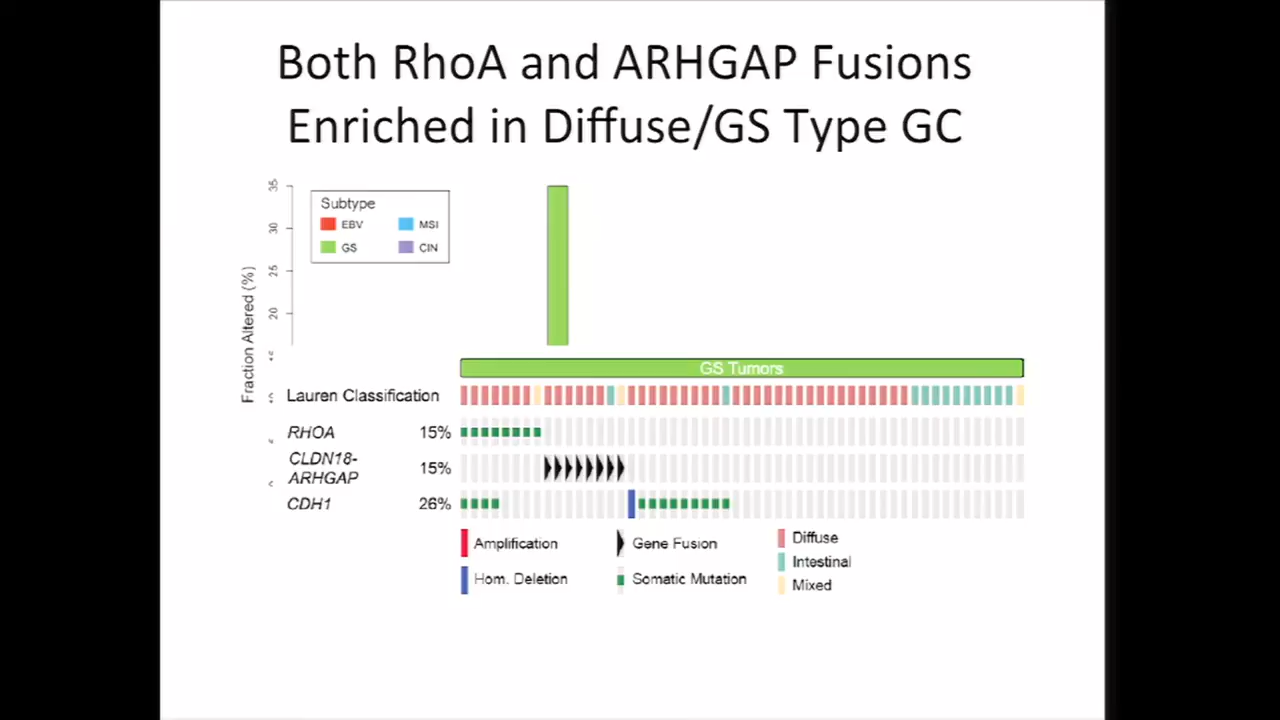 Both RhoA and ARHGAP Fusions
Enriched in Diffuse/GS Type GC
35
30
25
20
Fraction Altered (%)
Subtype
EBV
MSI
GS
CIN
GS Tumors
Lauren Classification
RHOA 15%
CLDN18-
ARHGAP 15%
CDH1 26%
Amplification
Gene Fusion
Diffuse
Intestinal
Hom. Deletion
Somatic Mutation
Mixed